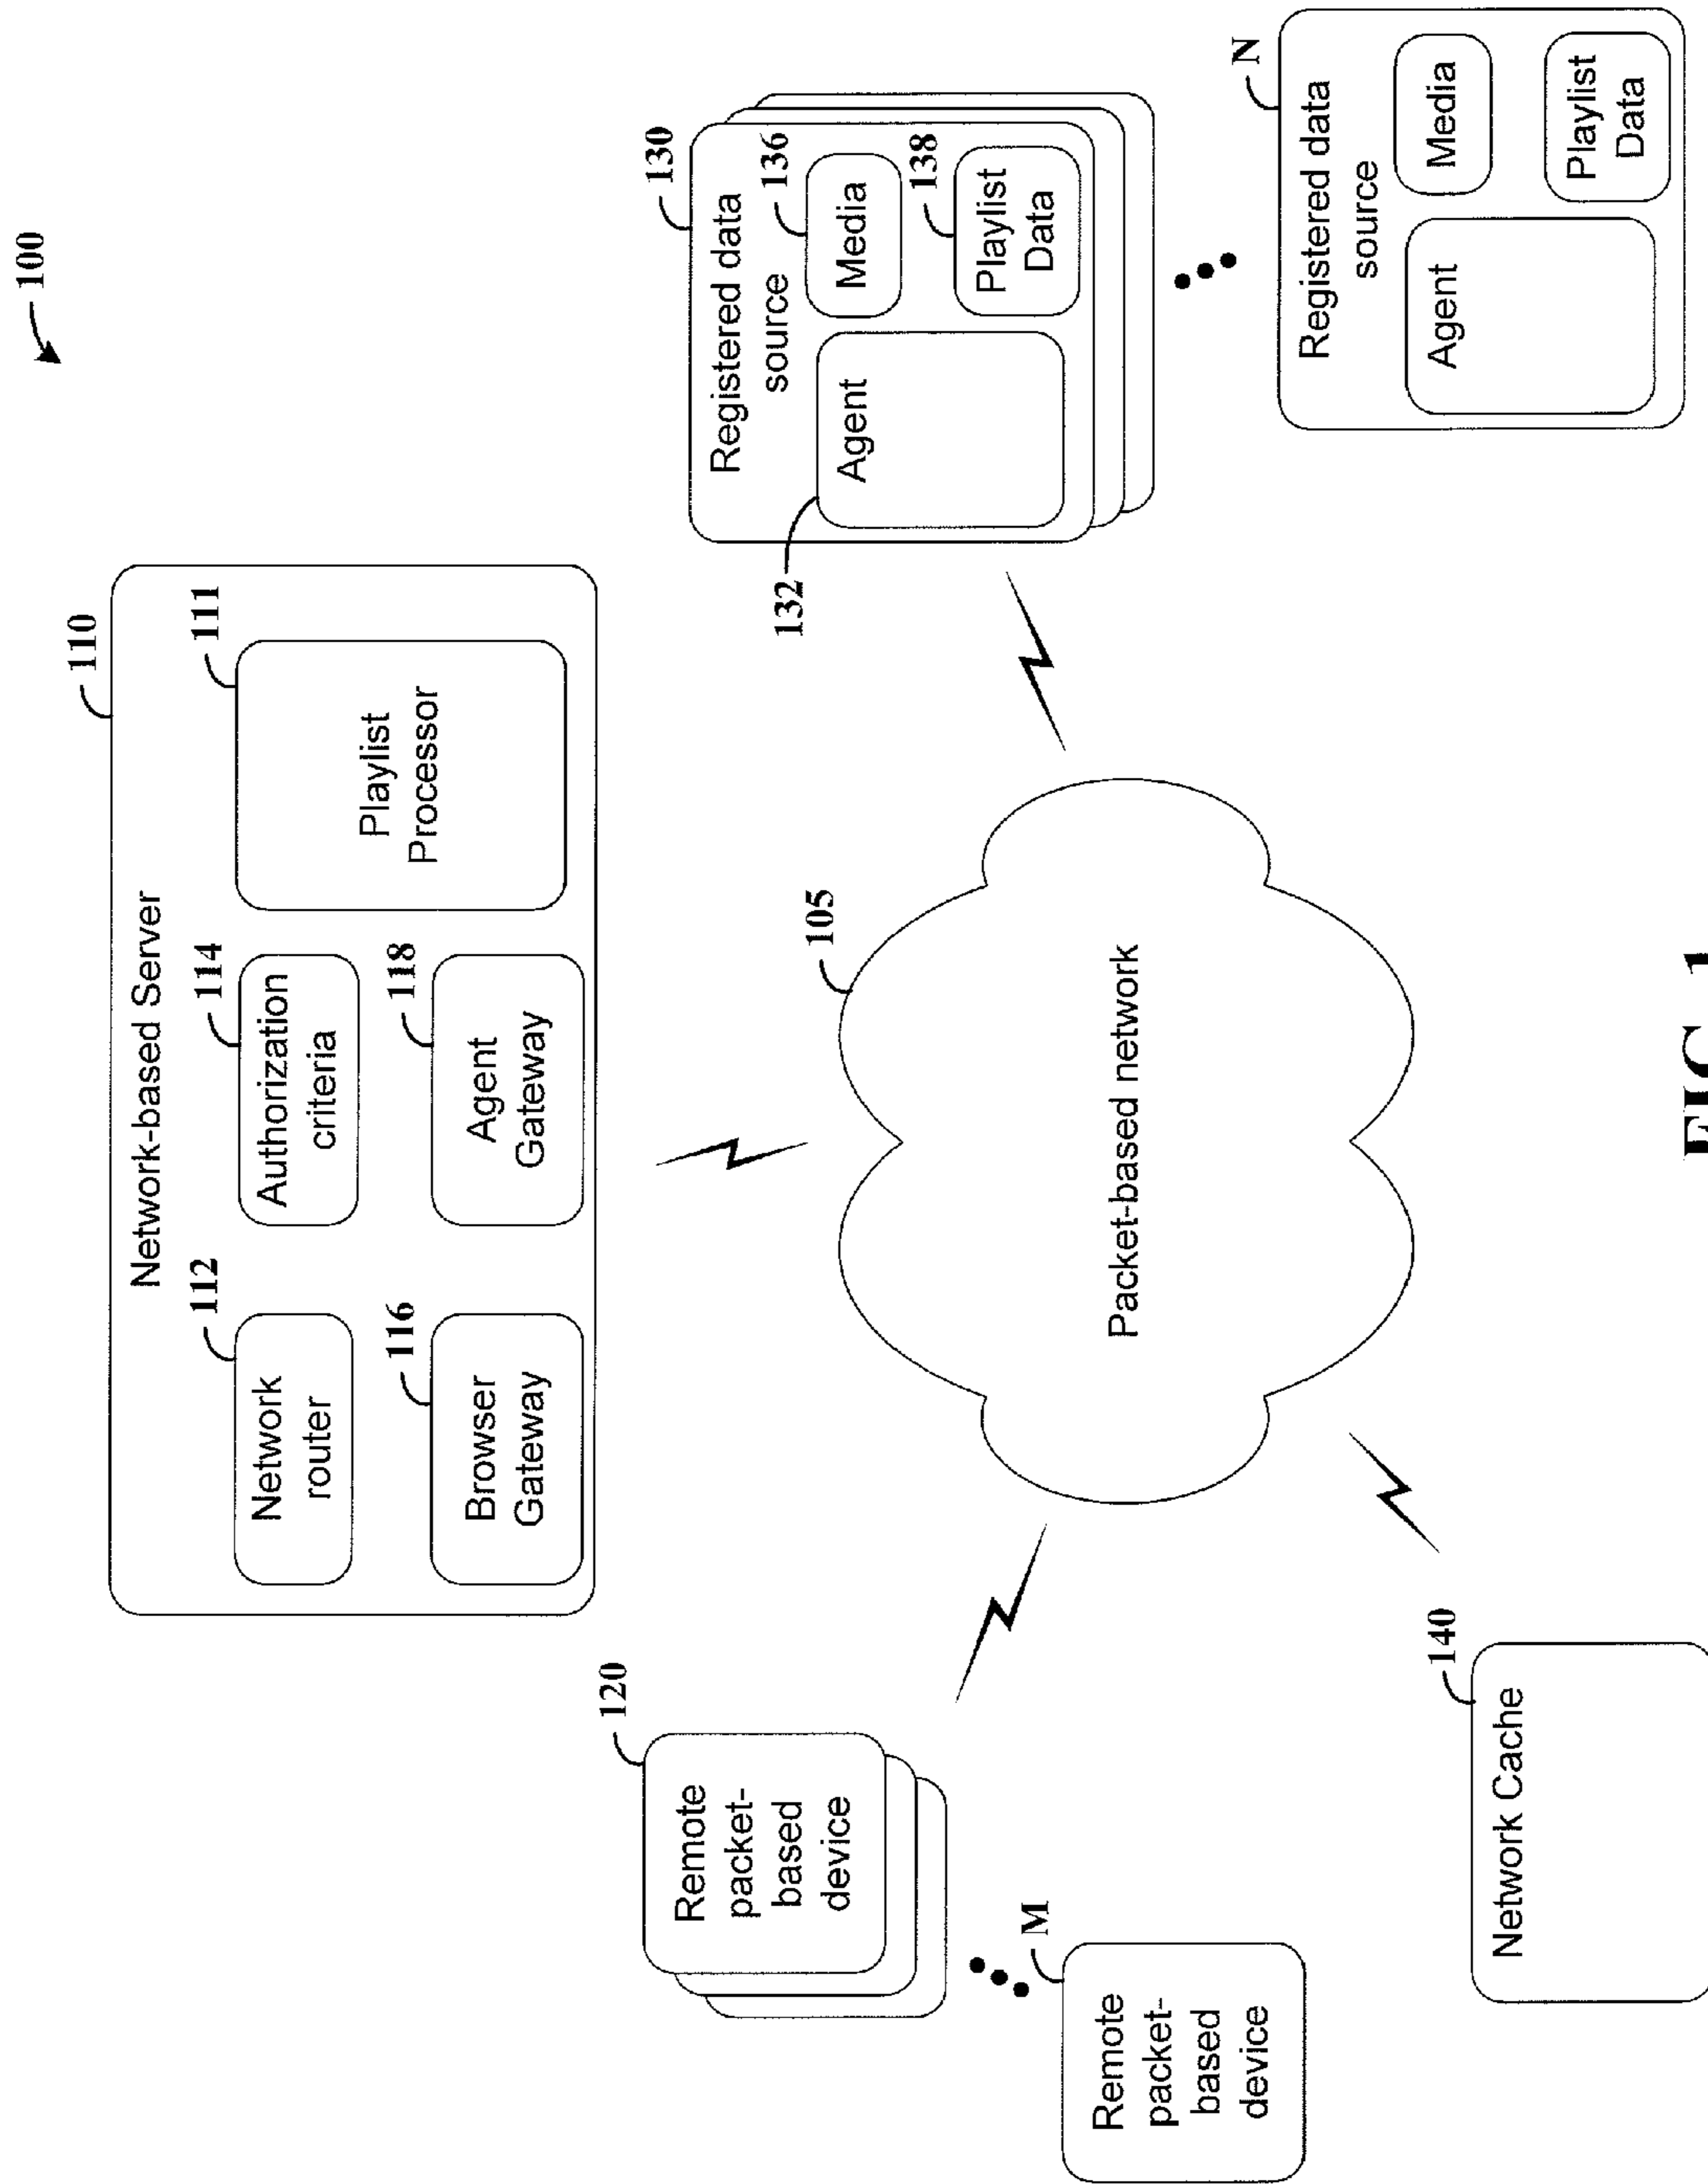 100
110
Network-based Server
112
Network
router
114
Authorization
criteria
111
Playlist
Processor
116
Browser
Gateway
118
Agent
Gateway
120
Remote
packet-
based
device
M
Remote
packet-
based
device
105
Packet-based network
130
Registered data
source
132
Agent
136
Media
138
Playlist
Data
N
Registered data
source
Agent
Media
Playlist
Data
140
Network Cache
FIG. 1